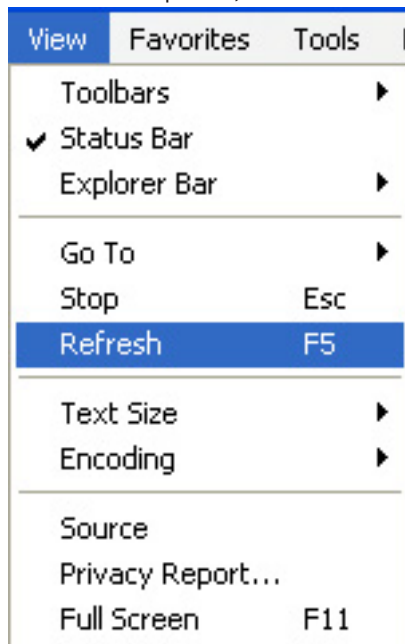 View Favorites Tools
Toolbars
Status Bar
Explorer Bar
Go To
Stop Esc
Refresh F5
Text Size
Encoding
Source
Privacy Report...
Full Screen F11